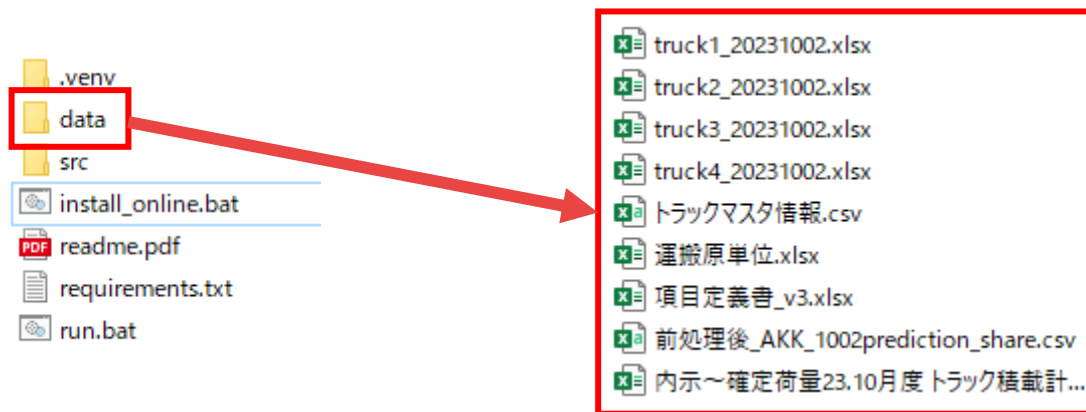 .venv
data
src
install_online.bat
PDF readme.pdf
requirements.txt
run.bat
truck1_20231002.xlsx
truck2_20231002.xlsx
truck3_20231002.xlsx
truck4_20231002.xlsx
トラックマスタ情報.csv
運搬原単位.xlsx
項目定義書_v3.xlsx
前処理後_AKK_1002prediction_share.csv
内示～確定荷量23.10月度 トラック積載計...